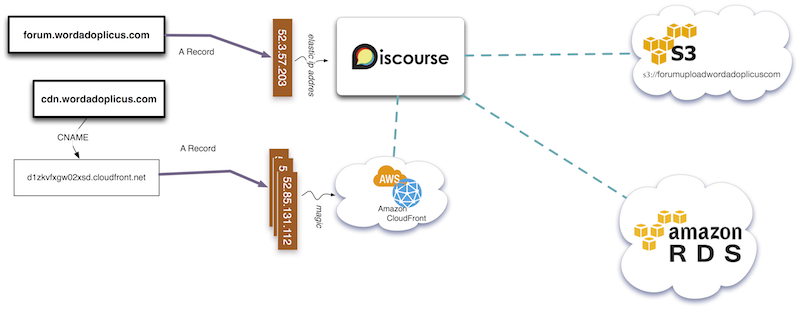 forum.wordadoplicus.com
A Record
52.3.57.203
elastic ip addres
Discourse
S3
s3://forumuploadwordadoplicuscom
cdn.wordadoplicus.com
CNAME
A Record
d1zkvfxgw02xsd.cloudfront.net
5
52.85.131.112
magic
AWS
Amazon
CloudFront
amazon
RDS